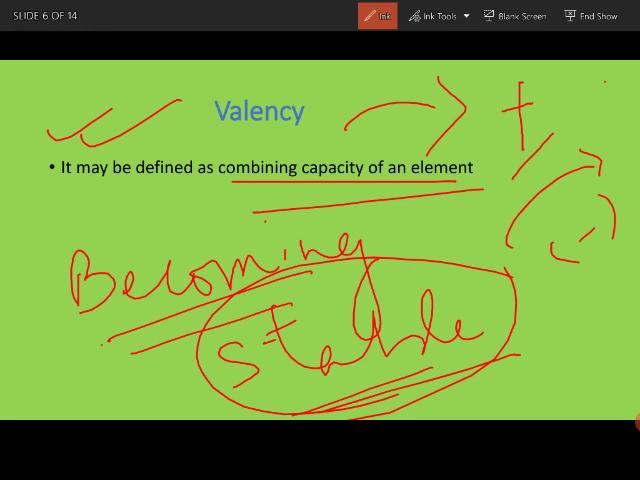 SLIDE 6 OF 14
Ink
Ink Tools
Blank Screen
End Show
Valency
+
• It may be defined as combining capacity of an element
Becoming
stable